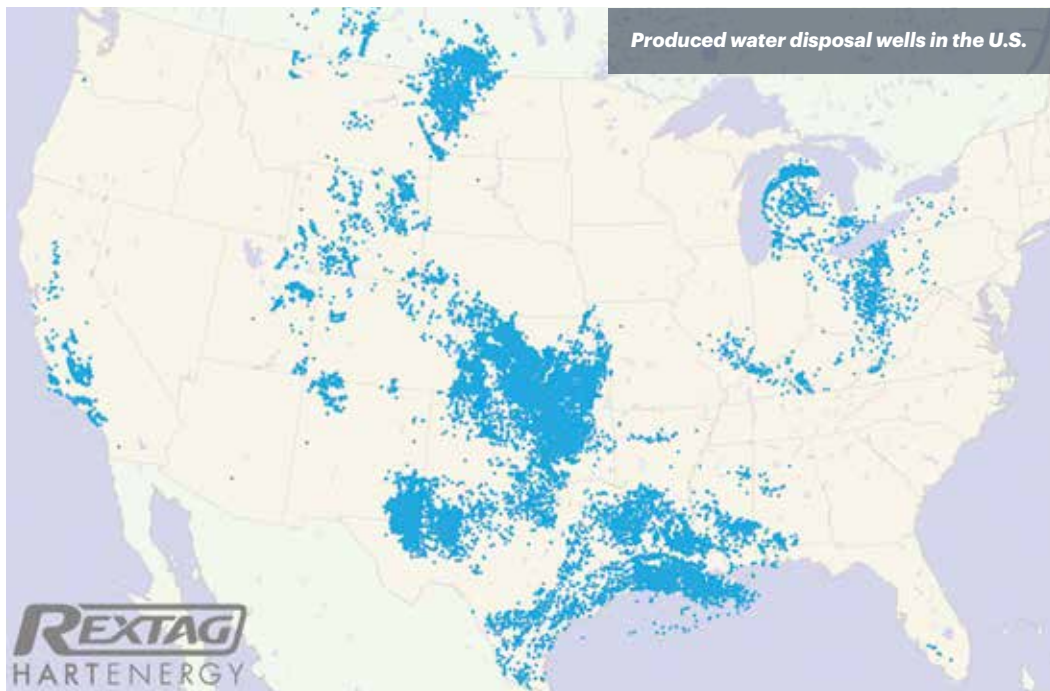 Produced water disposal wells in the U.S.
REXTAG
HARTENERGY